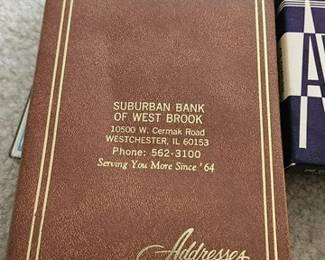 SUBURBAN BANK
OF WEST BROOK
10500 W. Cermak Road
WESTCHESTER, IL 60153
Phone: 562-3100
Serving You More Since '64
Addresses